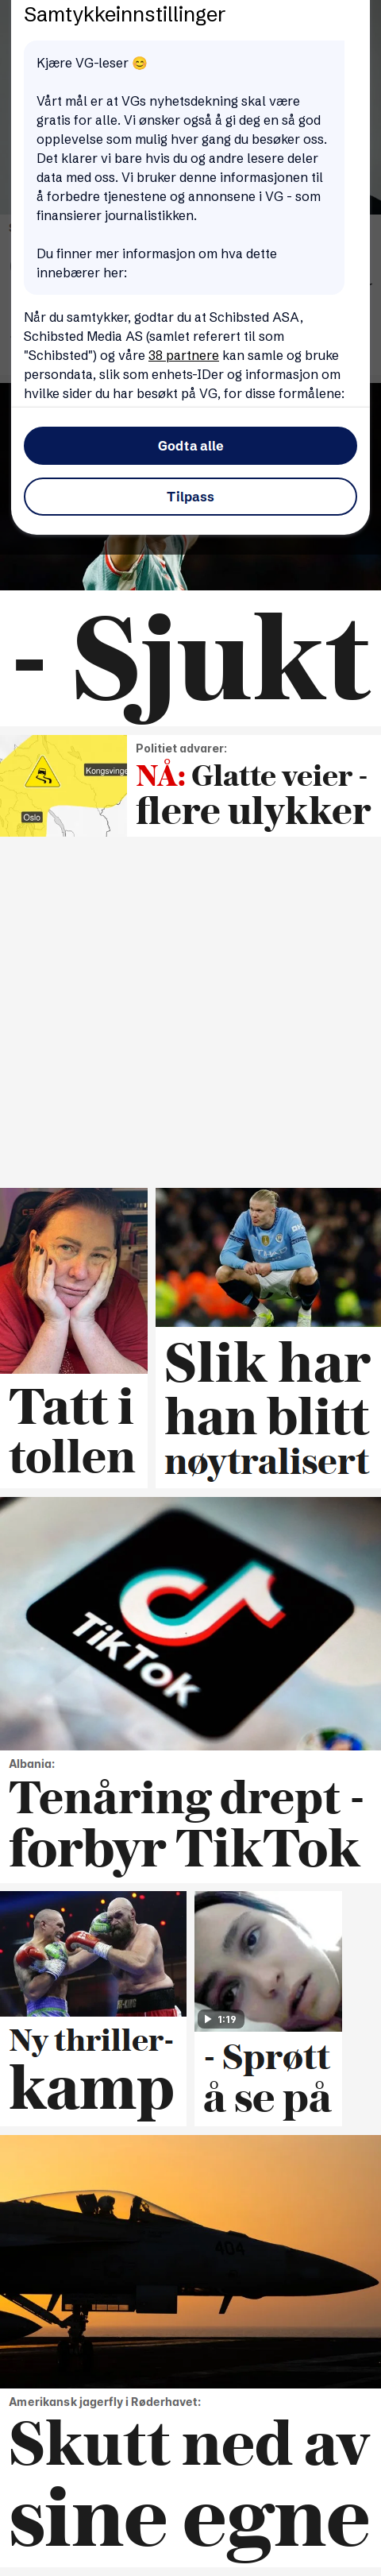 Samtykkeinnstillinger
Kjære VG-leser 😊
Vårt mål er at VGs nyhetsdekning skal være
gratis for alle. Vi ønsker også å gi deg en så god
opplevelse som mulig hver gang du besøker oss.
Det klarer vi bare hvis du og andre lesere deler
data med oss. Vi bruker denne informasjonen til
å forbedre tjenestene og annonsene i VG - som
finansierer journalistikken.
Du finner mer informasjon om hva dette
innebærer her:
Når du samtykker, godtar du at Schibsted ASA,
Schibsted Media AS (samlet referert til som
"Schibsted") og våre 38 partnere kan samle og bruke
persondata, slik som enhets-IDer og informasjon om
hvilke sider du har besøkt på VG, for disse formålene:
Godta alle
Tilpass
- Sjukt
Politiet advarer:
NÅ: Glatte veier -
flere ulykker
Kongsvinge
Oslo
Tatt i
tollen
Slik har
han blitt
nøytralisert
TikTok
Albania:
Tenåring drept -
forbyr TikTok
Ny thriller-
kamp
1:19
- Sprøtt
å se på
404
Amerikansk jagerfly i Røderhavet:
Skutt ned av
sine egne